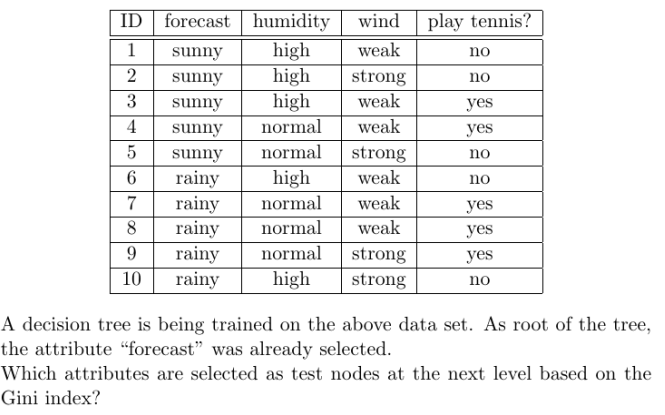 ID forecast humidity wind play tennis?
1 sunny high weak no
2 sunny high strong no
3 sunny high weak yes
4 sunny normal weak yes
5 sunny normal strong no
6 rainy high weak no
7 rainy normal weak yes
8 rainy normal weak yes
9 rainy normal strong yes
10 rainy high strong no
A decision tree is being trained on the above data set. As root of the tree,
the attribute “forecast” was already selected.
Which attributes are selected as test nodes at the next level based on the
Gini index?